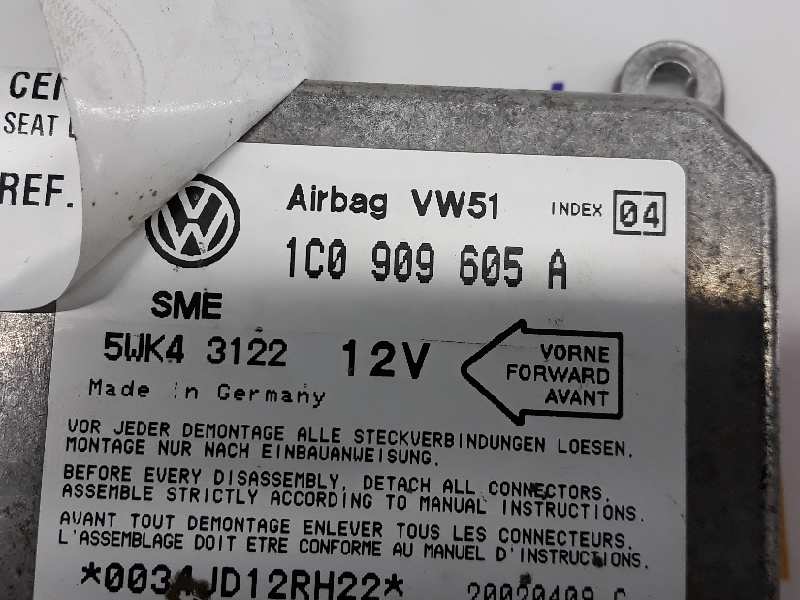 SEAT
REF.
Airbag VW51 INDEX 04
1C0 909 605 A
SME
5WK4 3122 12V
VORNE
FORWARD
AVANT
Made in Germany
VOR JEDER DEMONTAGE ALLE STECKVERBINDUNGEN LOESEN.
MONTAGE NUR NACH EINBAUANWEISUNG.
BEFORE EVERY DISASSEMBLY, DETACH ALL CONNECTORS.
ASSEMBLE STRICTLY ACCORDING TO MANUAL INSTRUCTIONS.
AVANT TOUT DEMONTAGE ENLEVER TOUS LES CONNECTEURS.
L'ASSEMBLAGE DOIT ETRE CONFORME AU MANUEL D'INSTRUCTIONS.
*0034JD12RH22* 20020409